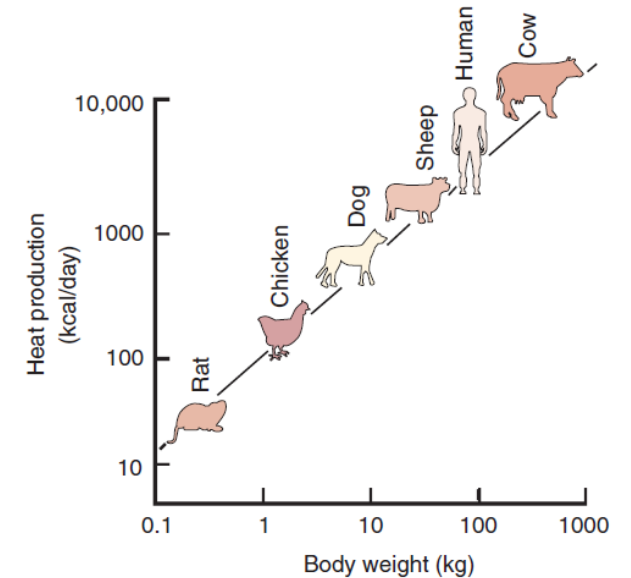 Heat production
(kcal/day)
10,000
1000
100
10
Rat
Chicken
Dog
Sheep
Human
Cow
0.1
1
10
100
1000
Body weight (kg)